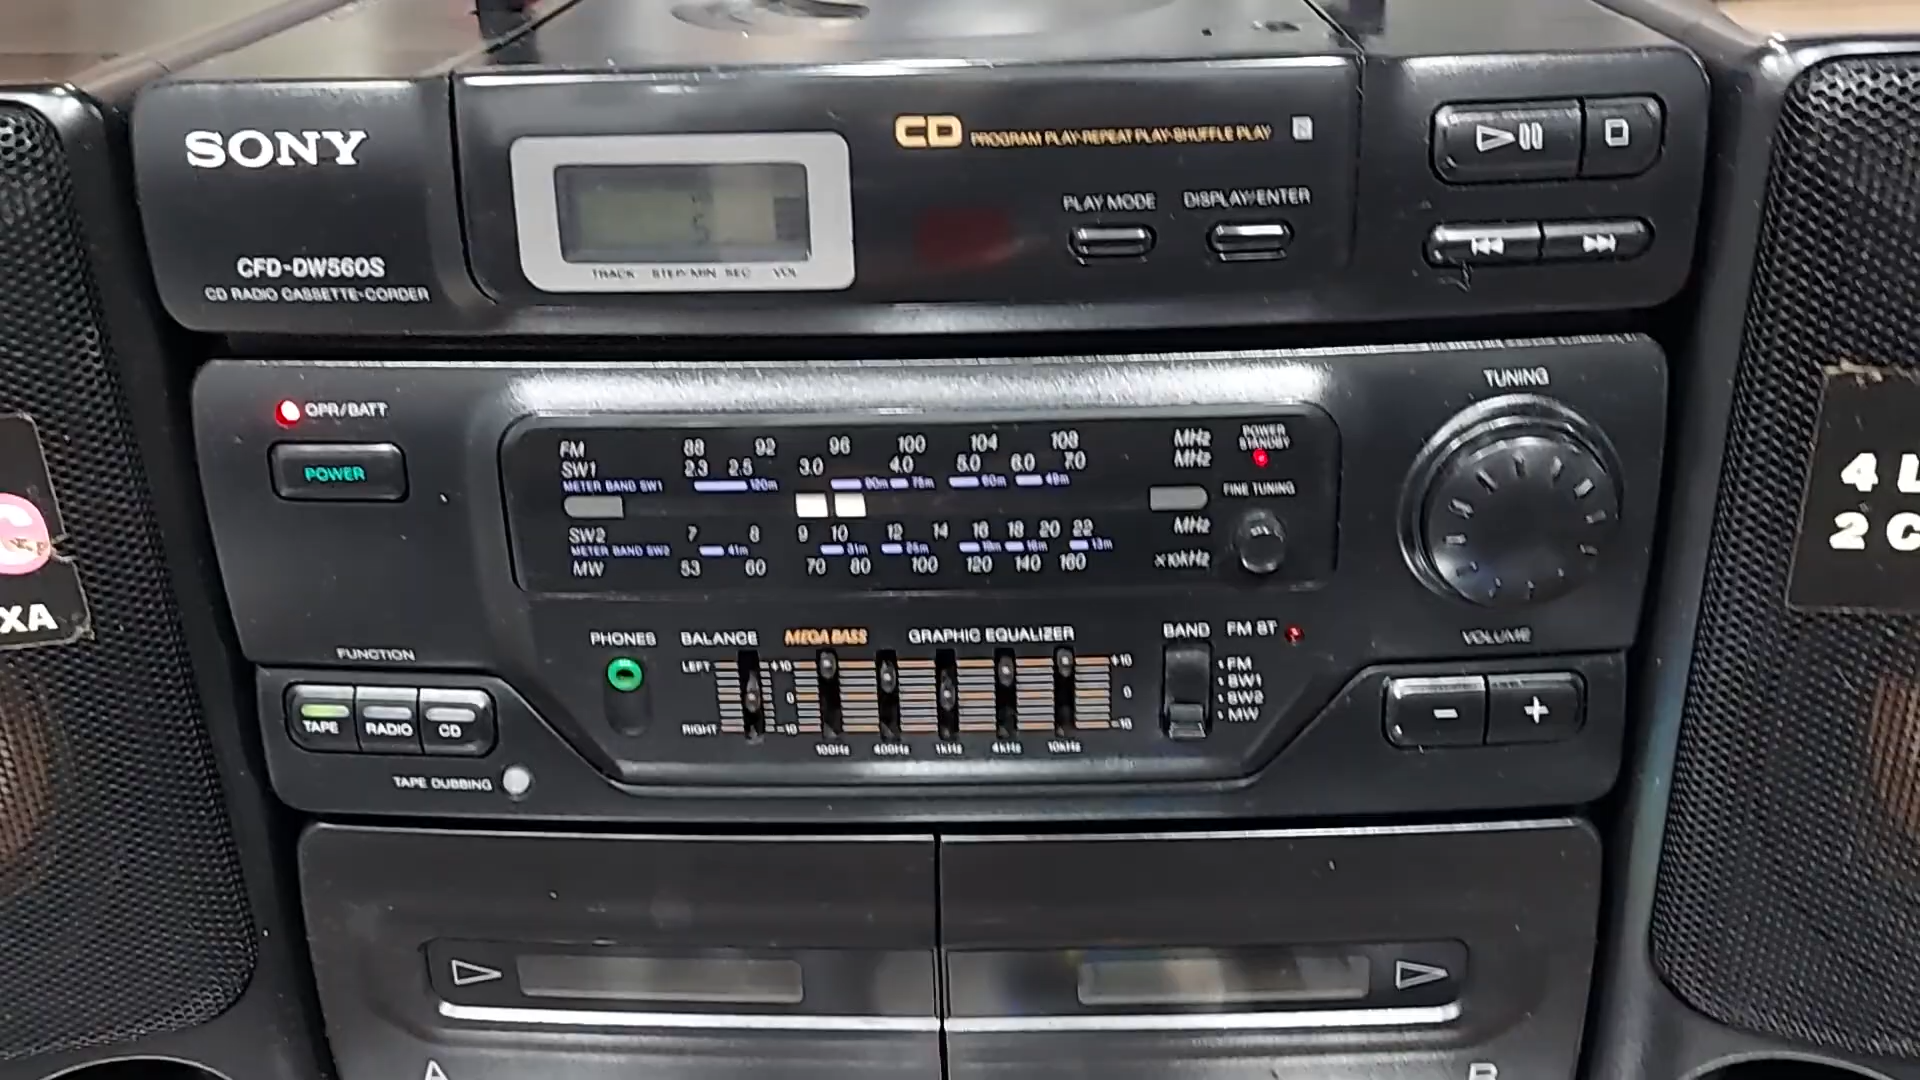 SONY
CD PROGRAM PLAY·REPEAT PLAY·SHUFFLE PLAY
PLAY MODE DISPLAY/ENTER
CFD-DW560S
CD RADIO CASSETTE-CORDER
TRACK STEP/MIN SEC VOL
TUNING
OPR/BATT
POWER
FM 88 92 96 100 104 108 MHz
SW1 2.3 2.5 3.0 4.0 5.0 6.0 7.0 MHz
METER BAND SW1 120m 90m 75m 60m 49m
POWER STANDBY
FINE TUNING
SW2 7 8 9 10 12 14 16 18 20 22 MHz
METER BAND SW2 41m 31m 25m 19m 16m 13m
MW 53 60 70 80 100 120 140 160 ×10kHz
4 L
2 C
C
XA
FUNCTION
TAPE RADIO CD
TAPE DUBBING
PHONES BALANCE MEGA BASS GRAPHIC EQUALIZER
LEFT +10 +10
0 0
RIGHT -10 -10
100Hz 400Hz 1kHz 4kHz 10kHz
BAND FM ST
FM
SW1
SW2
MW
VOLUME
- +
A B